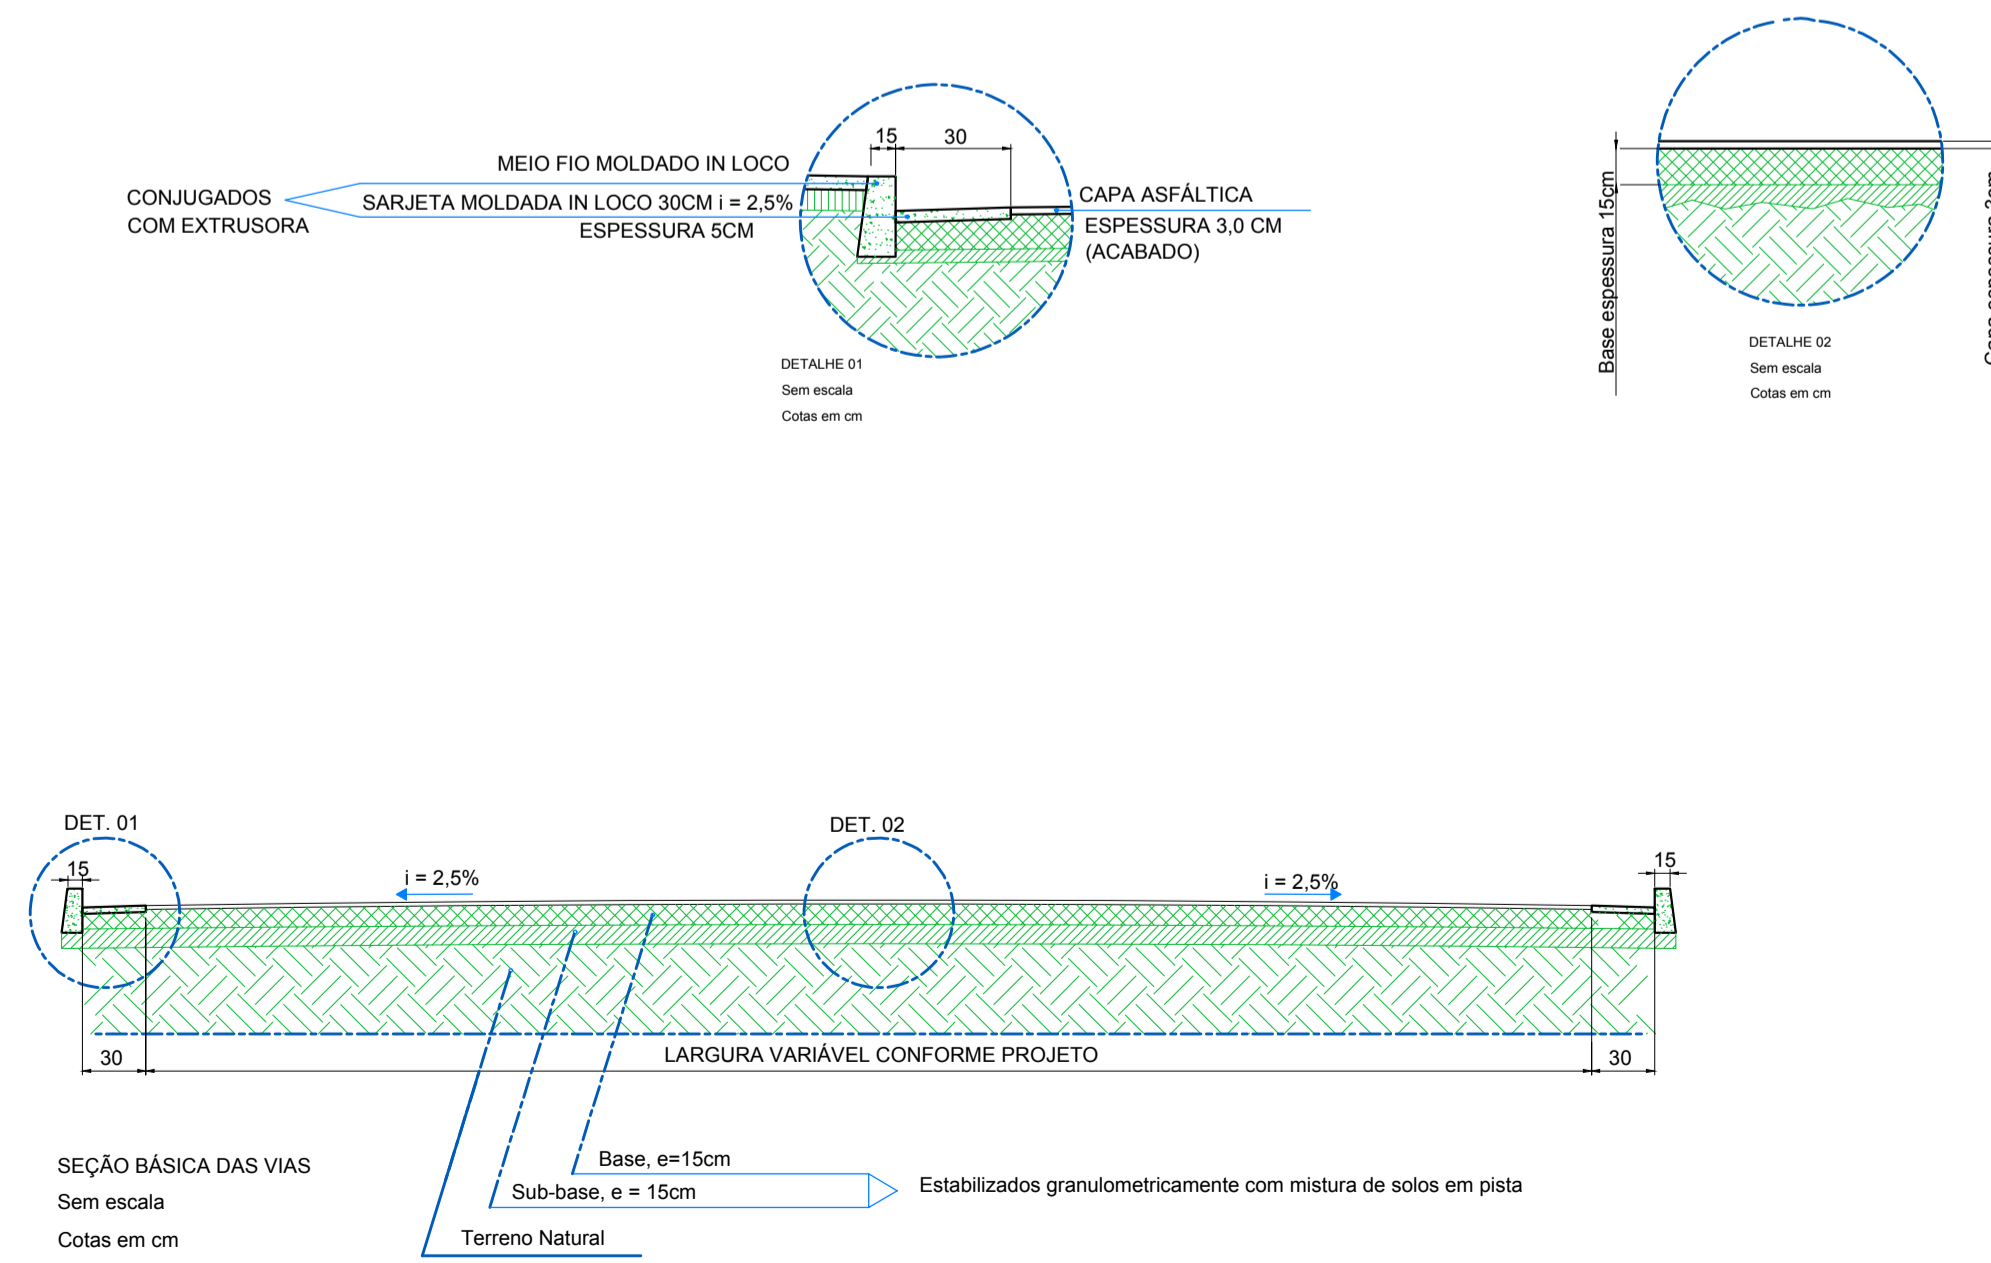 15
30
MEIO FIO MOLDADO IN LOCO
CONJUGADOS
COM EXTRUSORA
SARJETA MOLDADA IN LOCO 30CM i = 2,5%
ESPESSURA 5CM
CAPA ASFÁLTICA
ESPESSURA 3,0 CM
(ACABADO)
DETALHE 01
Sem escala
Cotas em cm
Base espessura 15cm
DETALHE 02
Sem escala
Cotas em cm
DET. 01
15
i = 2,5%
DET. 02
i = 2,5%
15
30
LARGURA VARIÁVEL CONFORME PROJETO
30
SEÇÃO BÁSICA DAS VIAS
Sem escala
Cotas em cm
Base, e=15cm
Sub-base, e = 15cm
Terreno Natural
Estabilizados granulometricamente com mistura de solos em pista